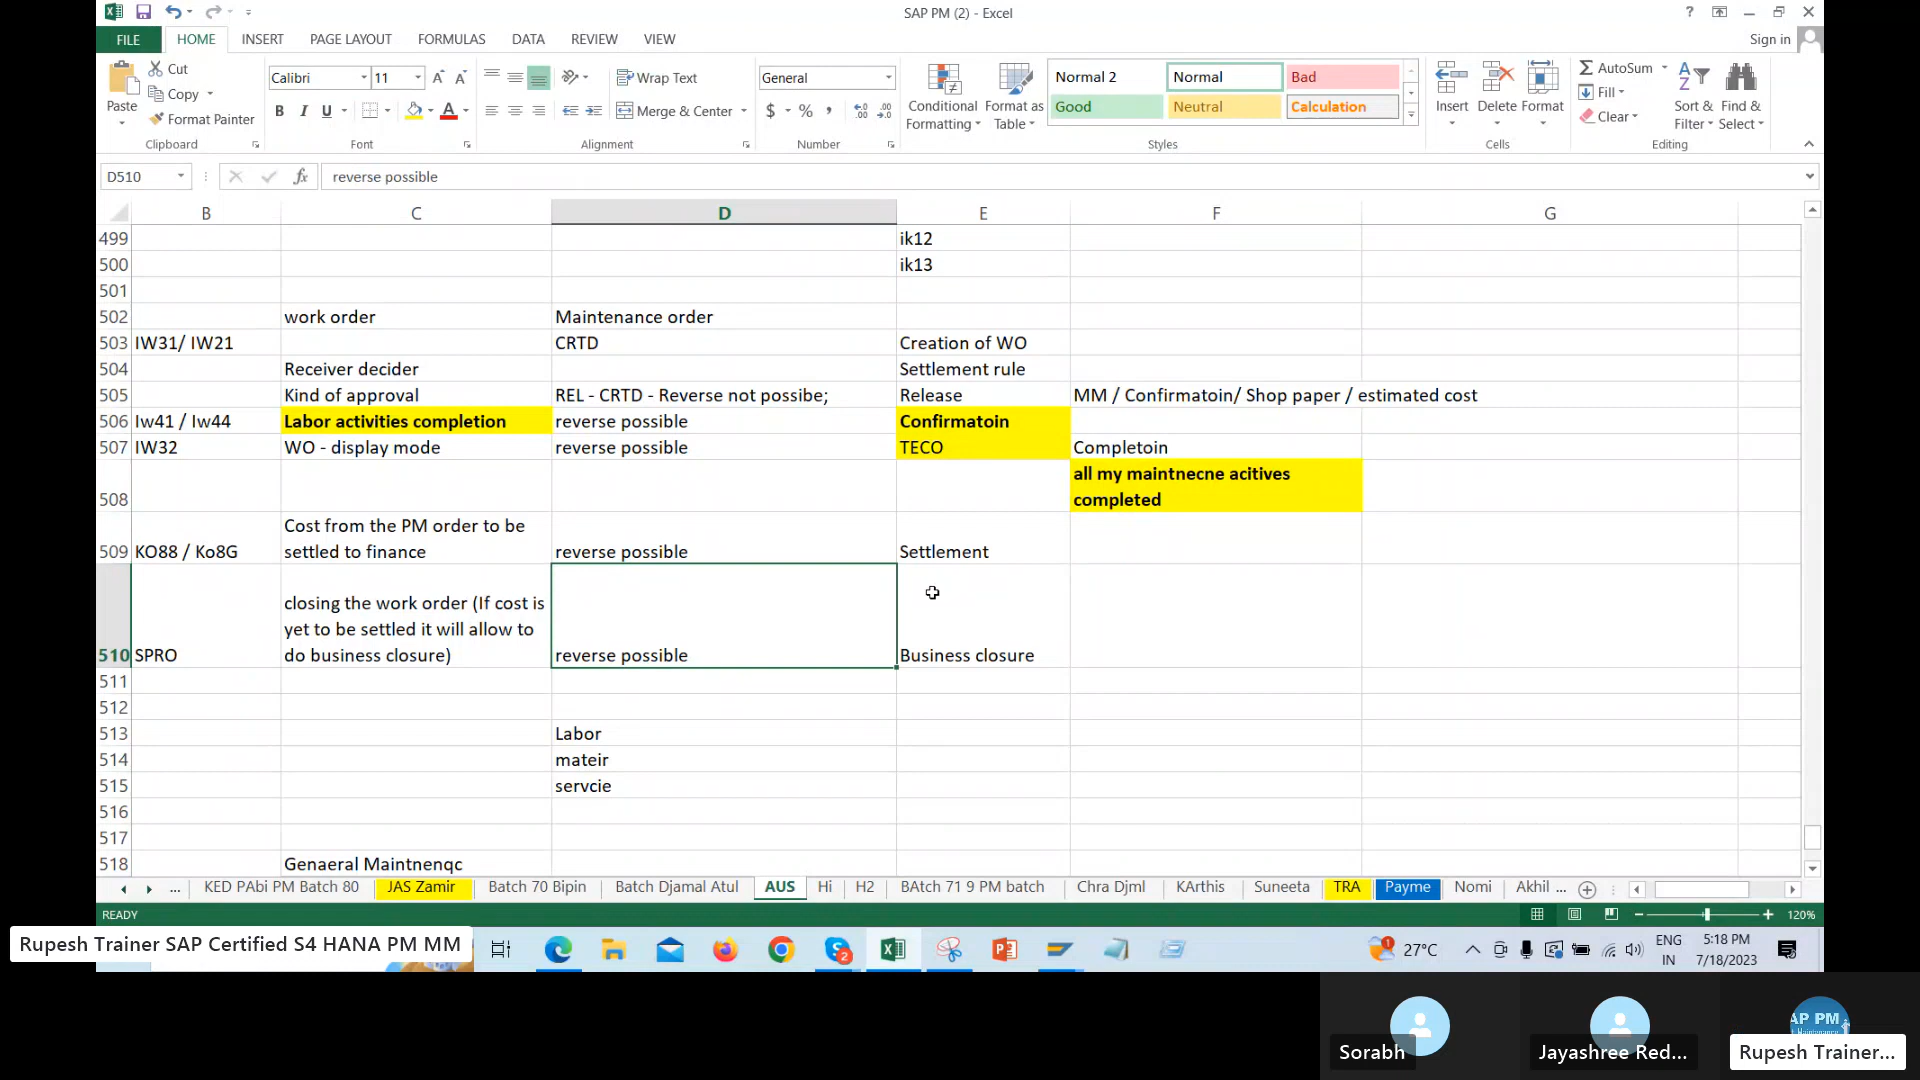 SAP PM (2) - Excel
?
FILE HOME INSERT PAGE LAYOUT FORMULAS DATA REVIEW VIEW Sign in
Paste
Cut
Copy
Format Painter
Clipboard
Calibri 11
B I U
Font
Wrap Text
Merge & Center
Alignment
General
$ % ,
Number
Conditional Formatting
Format as Table
Normal 2 Normal Bad
Good Neutral Calculation
Styles
Insert Delete Format
Cells
AutoSum
Fill
Clear
Sort & Filter
Find & Select
Editing
D510 fx reverse possible
B C D E F G
499 ik12
500 ik13
501
502 work order Maintenance order
503 IW31/ IW21 CRTD Creation of WO
504 Receiver decider Settlement rule
505 Kind of approval REL - CRTD - Reverse not possibe; Release MM / Confirmatoin/ Shop paper / estimated cost
506 Iw41 / Iw44 Labor activities completion reverse possible Confirmatoin
507 IW32 WO - display mode reverse possible TECO Completoin
508 all my maintnecne acitives
completed
509 KO88 / Ko8G Cost from the PM order to be
settled to finance reverse possible Settlement
510 SPRO closing the work order (If cost is
yet to be settled it will allow to
do business closure) reverse possible Business closure
511
512
513 Labor
514 mateir
515 servcie
516
517
518 Genaeral Maintnenqc
... KED PAbi PM Batch 80 JAS Zamir Batch 70 Bipin Batch Djamal Atul AUS Hi H2 BAtch 71 9 PM batch Chra Djml KArthis Suneeta TRA Payme Nomi Akhil ...
READY 120%
Rupesh Trainer SAP Certified S4 HANA PM MM
2
1 27°C
ENG
IN
5:18 PM
7/18/2023
AP PM
Sorabh
Jayashree Red...
Rupesh Trainer...